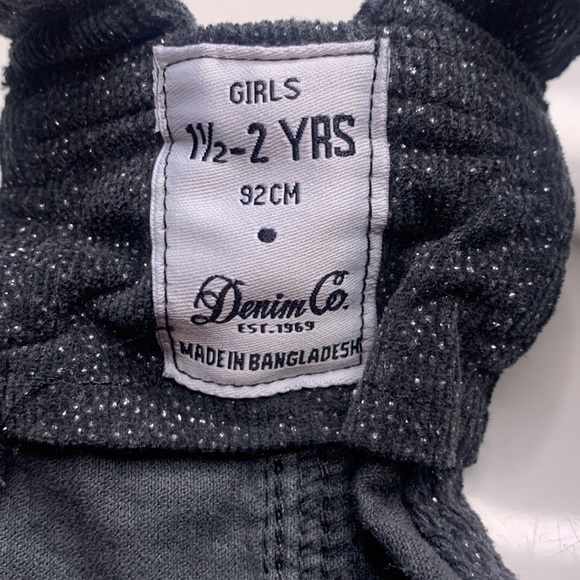 GIRLS
1½-2 YRS
92CM
Denim Co.
EST.1969
MADE IN BANGLADESH